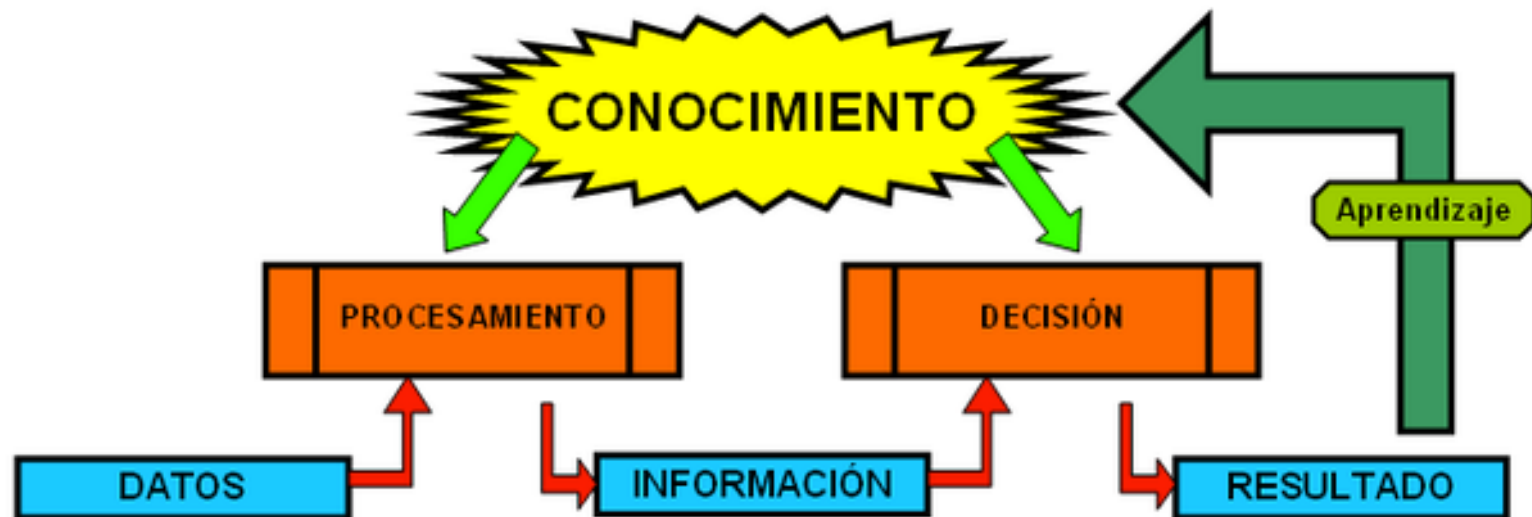 CONOCIMIENTO
Aprendizaje
PROCESAMIENTO
DECISIÓN
DATOS
INFORMACIÓN
RESULTADO